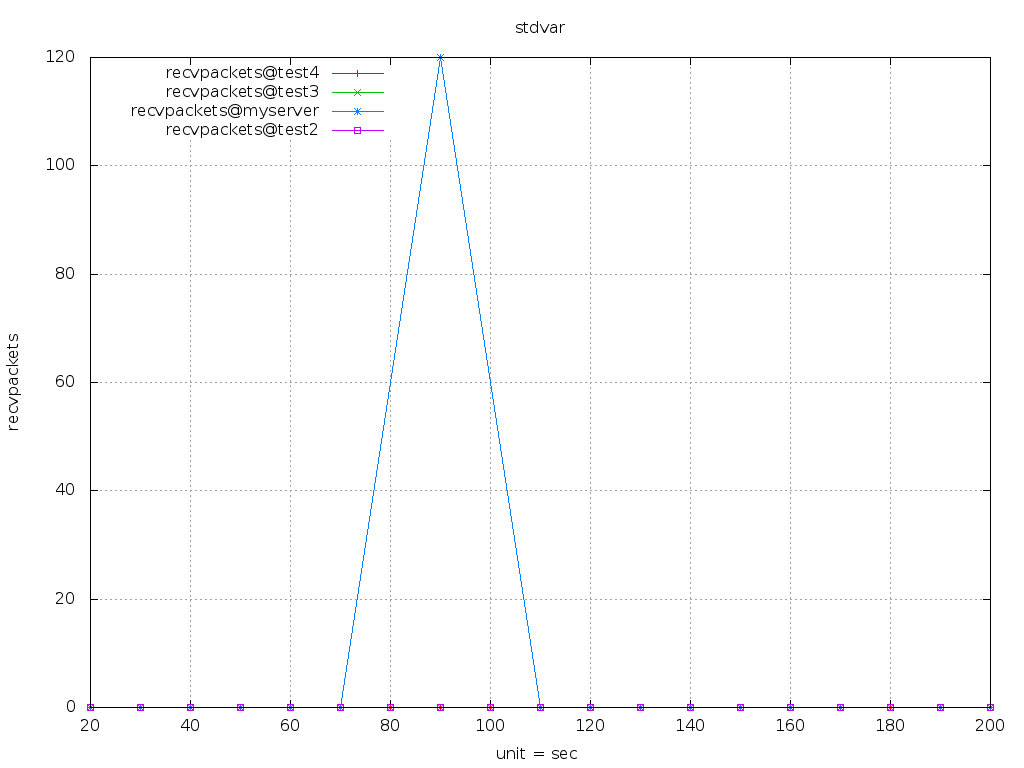 stdvar
120
recvpackets@test4
recvpackets@test3
recvpackets@myserver
recvpackets@test2
100
80
60
recvpackets
40
20
0
20 40 60 80 100 120 140 160 180 200
unit = sec